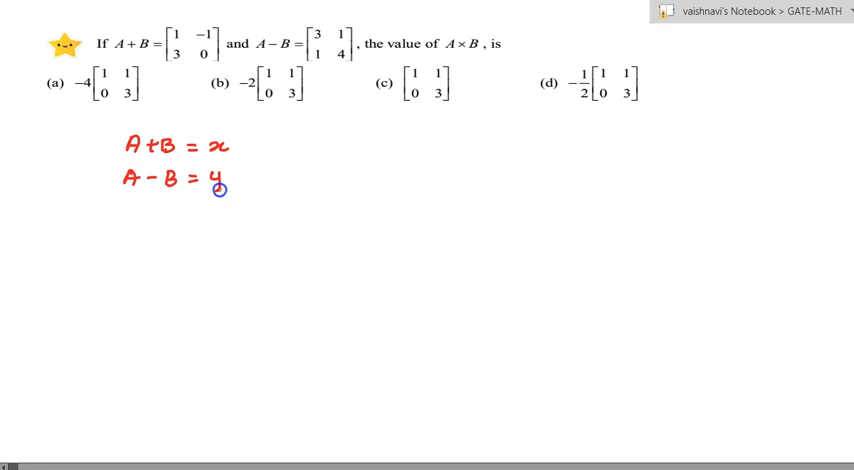 vaishnavi's Notebook > GATE-MATH
If A + B = [1 −1; 3 0] and A − B = [3 1; 1 4], the value of A × B, is
(a) −4[1 1; 0 3] (b) −2[1 1; 0 3] (c) [1 1; 0 3] (d) −1/2[1 1; 0 3]
A + B = x
A − B = y